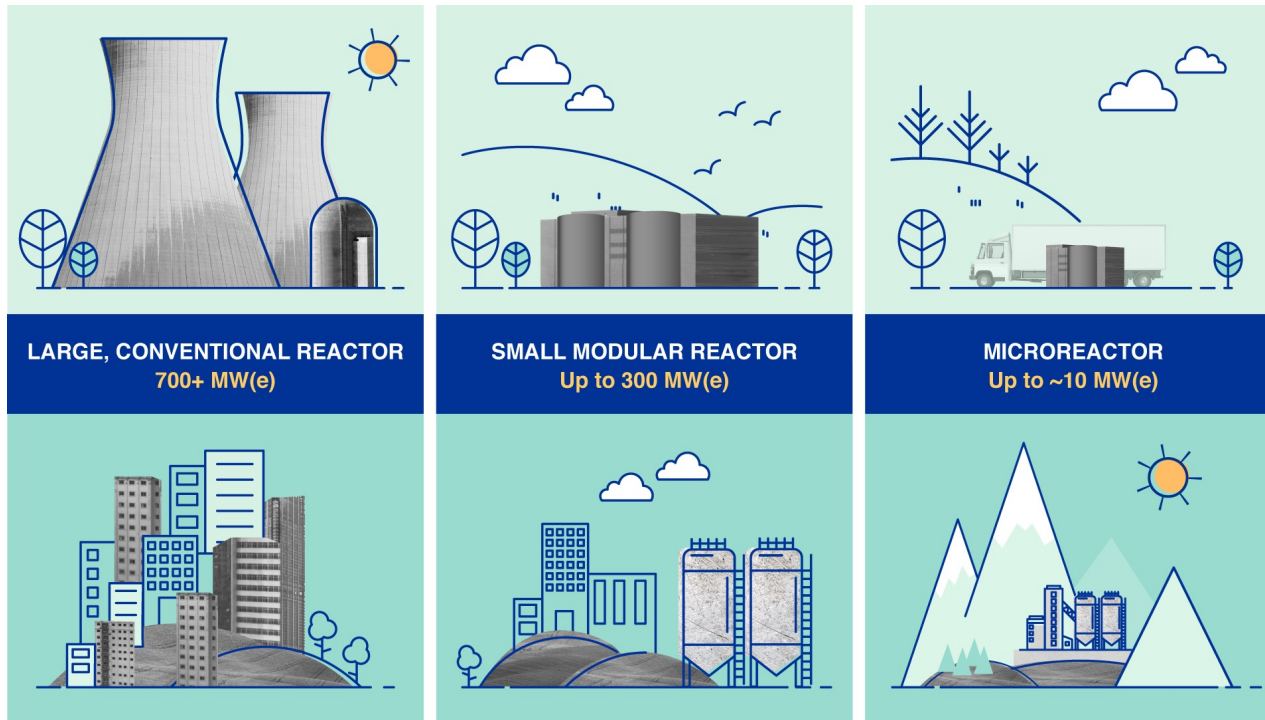 LARGE, CONVENTIONAL REACTOR
700+ MW(e)
SMALL MODULAR REACTOR
Up to 300 MW(e)
MICROREACTOR
Up to ~10 MW(e)